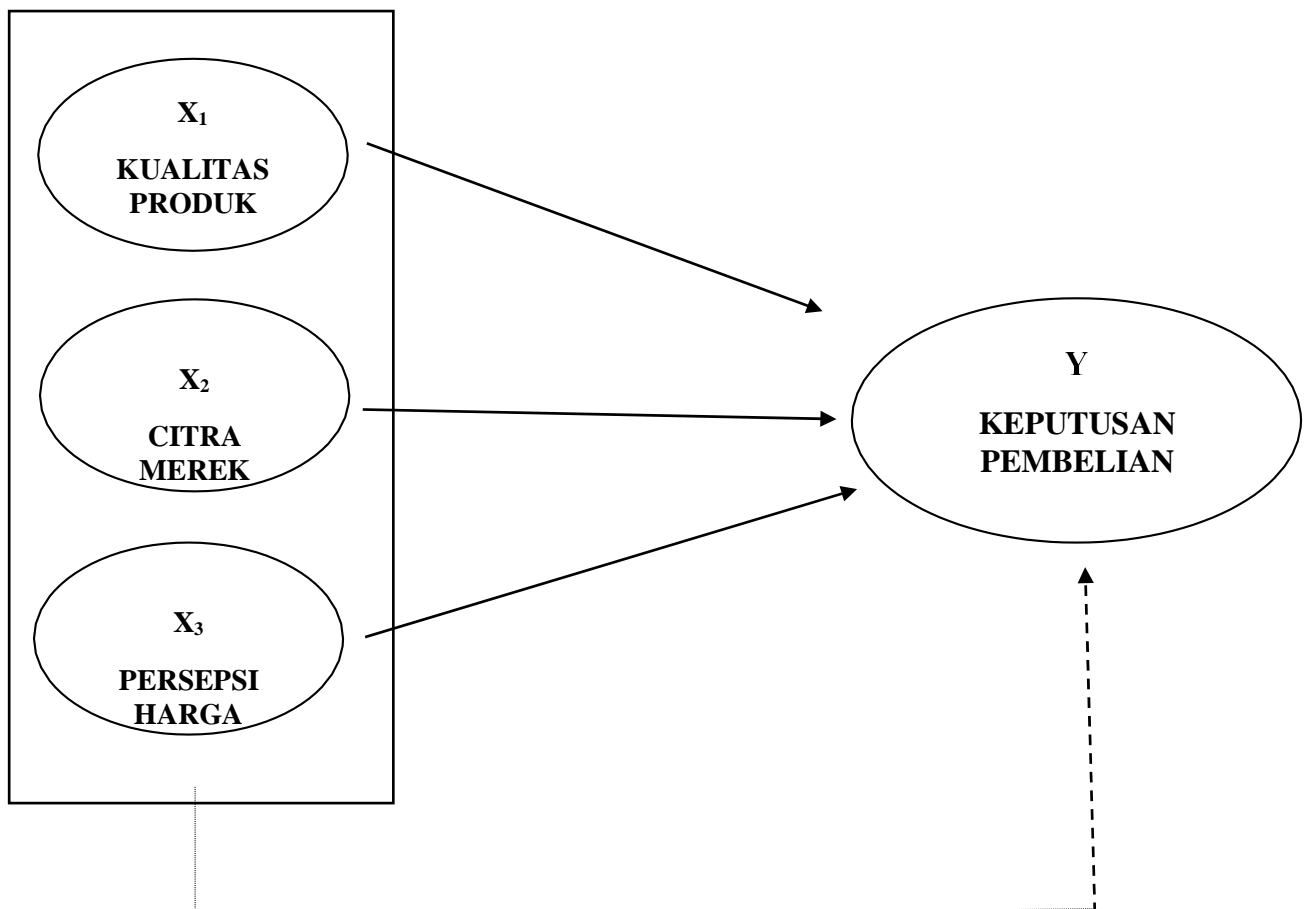 X₁
KUALITAS
PRODUK
X₂
CITRA
MEREK
X₃
PERSEPSI
HARGA
Y
KEPUTUSAN
PEMBELIAN